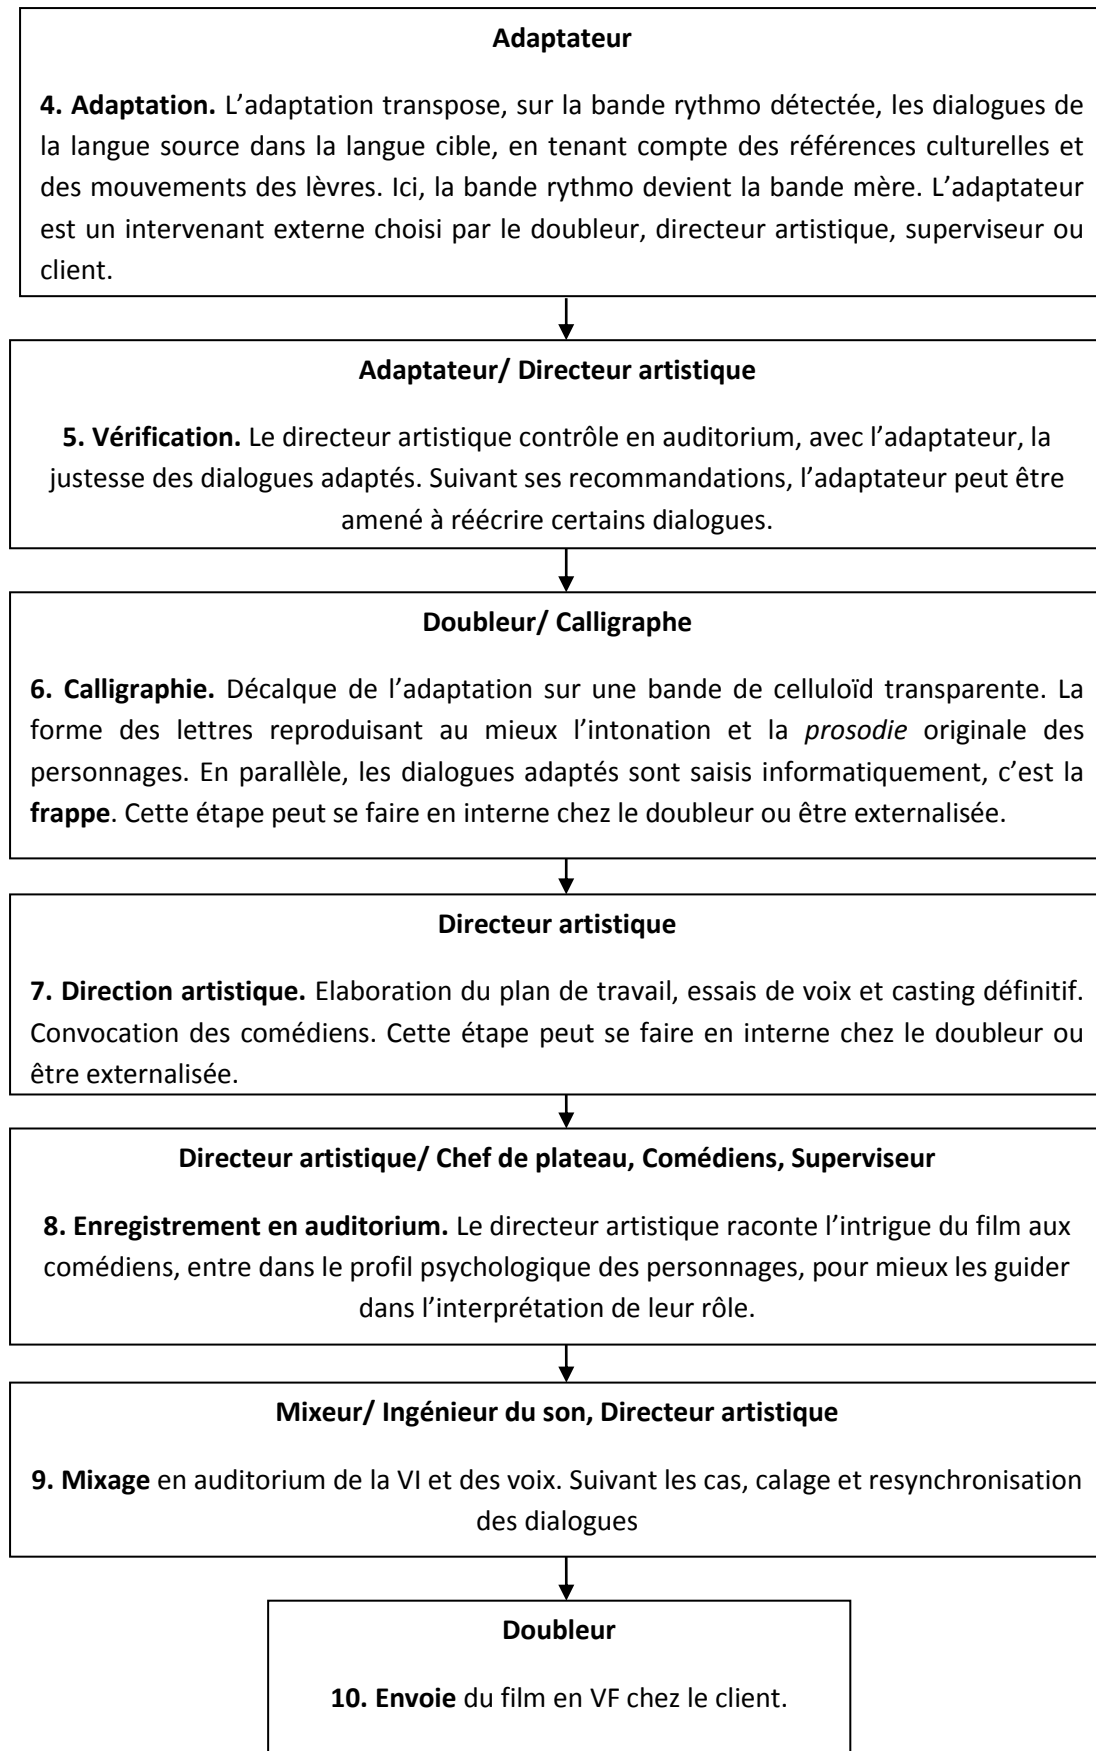 Adaptateur
4. Adaptation. L’adaptation transpose, sur la bande rythmo détectée, les dialogues de
la langue source dans la langue cible, en tenant compte des références culturelles et
des mouvements des lèvres. Ici, la bande rythmo devient la bande mère. L’adaptateur
est un intervenant externe choisi par le doubleur, directeur artistique, superviseur ou
client.
Adaptateur/ Directeur artistique
5. Vérification. Le directeur artistique contrôle en auditorium, avec l’adaptateur, la
justesse des dialogues adaptés. Suivant ses recommandations, l’adaptateur peut être
amené à réécrire certains dialogues.
Doubleur/ Calligraphe
6. Calligraphie. Décalque de l’adaptation sur une bande de celluloïd transparente. La
forme des lettres reproduisant au mieux l’intonation et la prosodie originale des
personnages. En parallèle, les dialogues adaptés sont saisis informatiquement, c’est la
frappe. Cette étape peut se faire en interne chez le doubleur ou être externalisée.
Directeur artistique
7. Direction artistique. Elaboration du plan de travail, essais de voix et casting définitif.
Convocation des comédiens. Cette étape peut se faire en interne chez le doubleur ou
être externalisée.
Directeur artistique/ Chef de plateau, Comédiens, Superviseur
8. Enregistrement en auditorium. Le directeur artistique raconte l’intrigue du film aux
comédiens, entre dans le profil psychologique des personnages, pour mieux les guider
dans l’interprétation de leur rôle.
Mixeur/ Ingénieur du son, Directeur artistique
9. Mixage en auditorium de la VI et des voix. Suivant les cas, calage et resynchronisation
des dialogues
Doubleur
10. Envoie du film en VF chez le client.